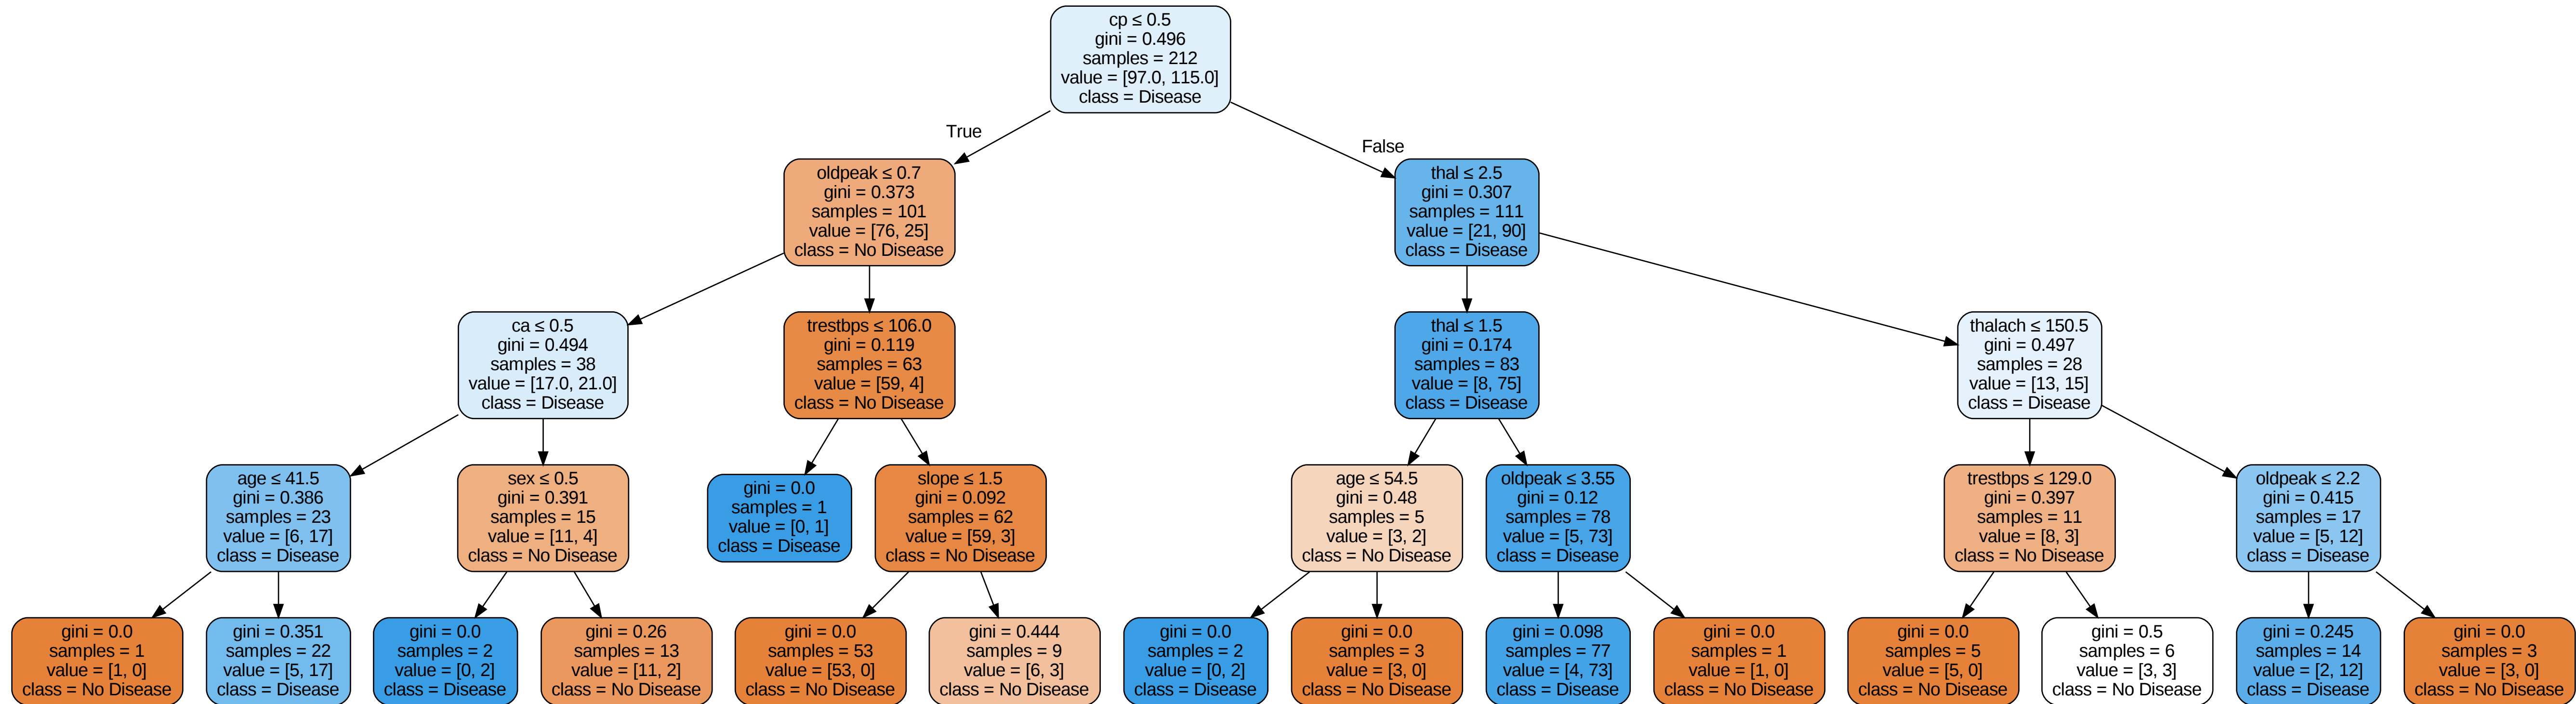 cp ≤ 0.5
gini = 0.496
samples = 212
value = [97.0, 115.0]
class = Disease
True
False
oldpeak ≤ 0.7
gini = 0.373
samples = 101
value = [76, 25]
class = No Disease
thal ≤ 2.5
gini = 0.307
samples = 111
value = [21, 90]
class = Disease
ca ≤ 0.5
gini = 0.494
samples = 38
value = [17.0, 21.0]
class = Disease
trestbps ≤ 106.0
gini = 0.119
samples = 63
value = [59, 4]
class = No Disease
thal ≤ 1.5
gini = 0.174
samples = 83
value = [8, 75]
class = Disease
thalach ≤ 150.5
gini = 0.497
samples = 28
value = [13, 15]
class = Disease
age ≤ 41.5
gini = 0.386
samples = 23
value = [6, 17]
class = Disease
sex ≤ 0.5
gini = 0.391
samples = 15
value = [11, 4]
class = No Disease
gini = 0.0
samples = 1
value = [0, 1]
class = Disease
slope ≤ 1.5
gini = 0.092
samples = 62
value = [59, 3]
class = No Disease
age ≤ 54.5
gini = 0.48
samples = 5
value = [3, 2]
class = No Disease
oldpeak ≤ 3.55
gini = 0.12
samples = 78
value = [5, 73]
class = Disease
trestbps ≤ 129.0
gini = 0.397
samples = 11
value = [8, 3]
class = No Disease
oldpeak ≤ 2.2
gini = 0.415
samples = 17
value = [5, 12]
class = Disease
gini = 0.0
samples = 1
value = [1, 0]
class = No Disease
gini = 0.351
samples = 22
value = [5, 17]
class = Disease
gini = 0.0
samples = 2
value = [0, 2]
class = Disease
gini = 0.26
samples = 13
value = [11, 2]
class = No Disease
gini = 0.0
samples = 53
value = [53, 0]
class = No Disease
gini = 0.444
samples = 9
value = [6, 3]
class = No Disease
gini = 0.0
samples = 2
value = [0, 2]
class = Disease
gini = 0.0
samples = 3
value = [3, 0]
class = No Disease
gini = 0.098
samples = 77
value = [4, 73]
class = Disease
gini = 0.0
samples = 1
value = [1, 0]
class = No Disease
gini = 0.0
samples = 5
value = [5, 0]
class = No Disease
gini = 0.5
samples = 6
value = [3, 3]
class = No Disease
gini = 0.245
samples = 14
value = [2, 12]
class = Disease
gini = 0.0
samples = 3
value = [3, 0]
class = No Disease